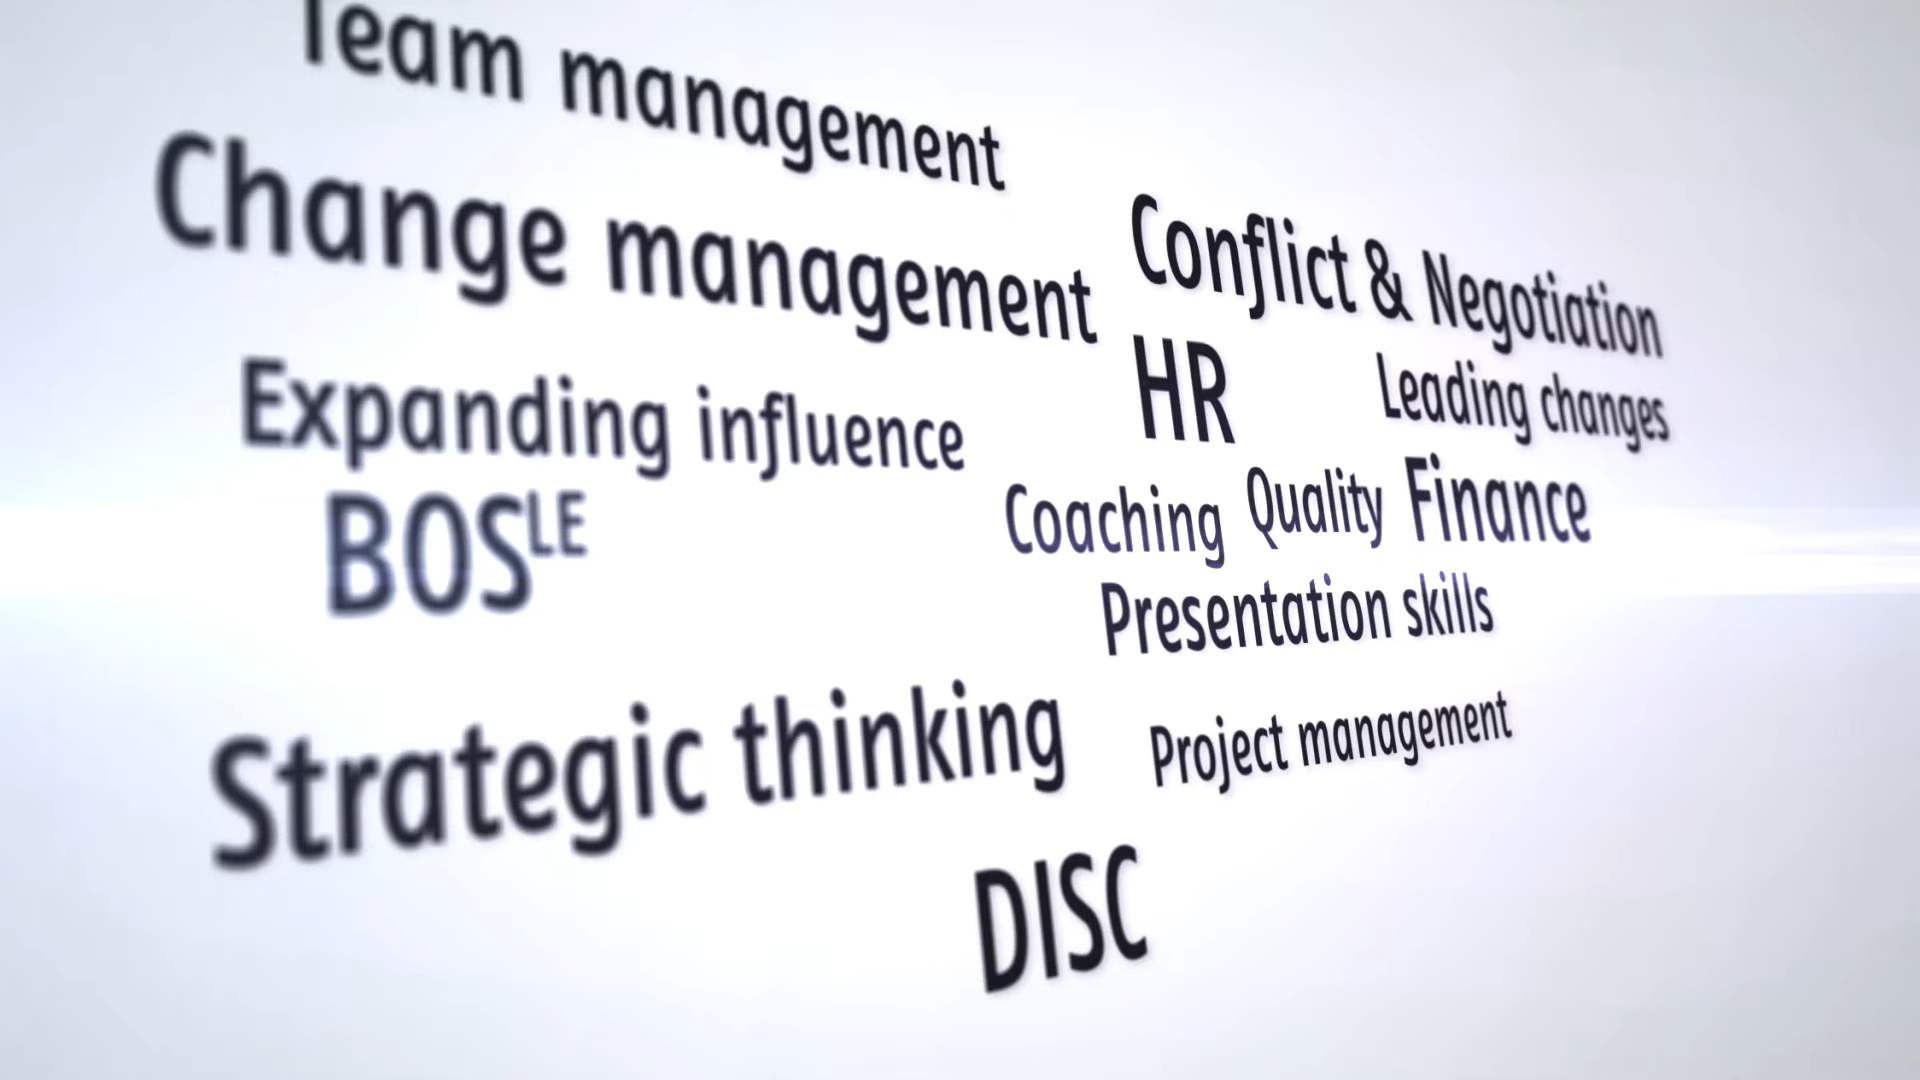 Team management
Change management
Conflict & Negotiation
HR
Leading changes
Expanding influence
Coaching
Quality
Finance
BOSLE
Presentation skills
Strategic thinking
Project management
DISC